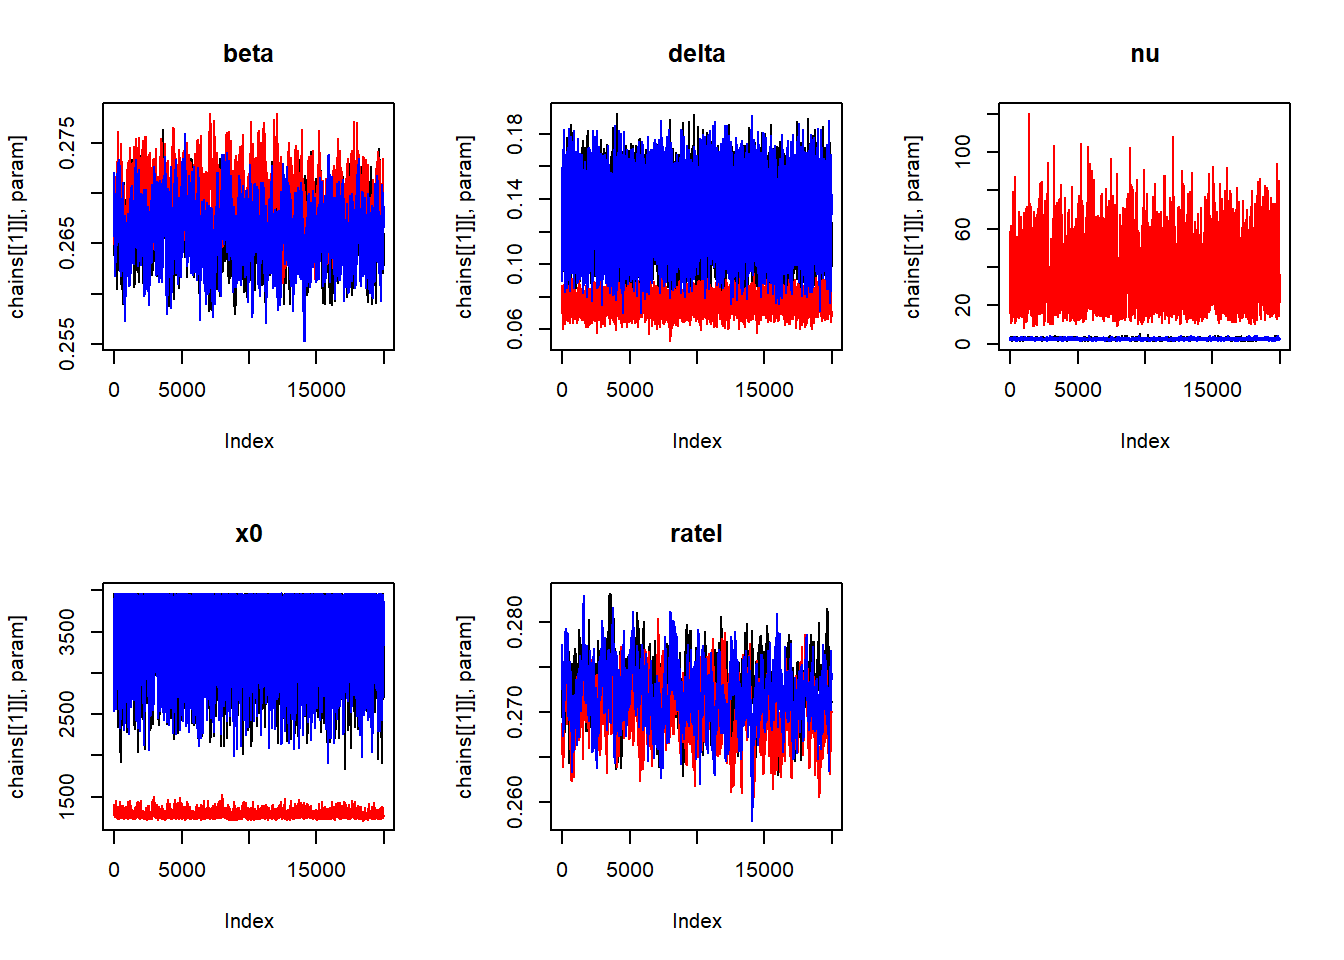 beta
chains[[1]][, param]
0.255 0.265 0.275
0 5000 15000
Index
delta
chains[[1]][, param]
0.06 0.10 0.14 0.18
0 5000 15000
Index
nu
chains[[1]][, param]
0 20 60 100
0 5000 15000
Index
x0
chains[[1]][, param]
1500 2500 3500
0 5000 15000
Index
ratel
chains[[1]][, param]
0.260 0.270 0.280
0 5000 15000
Index